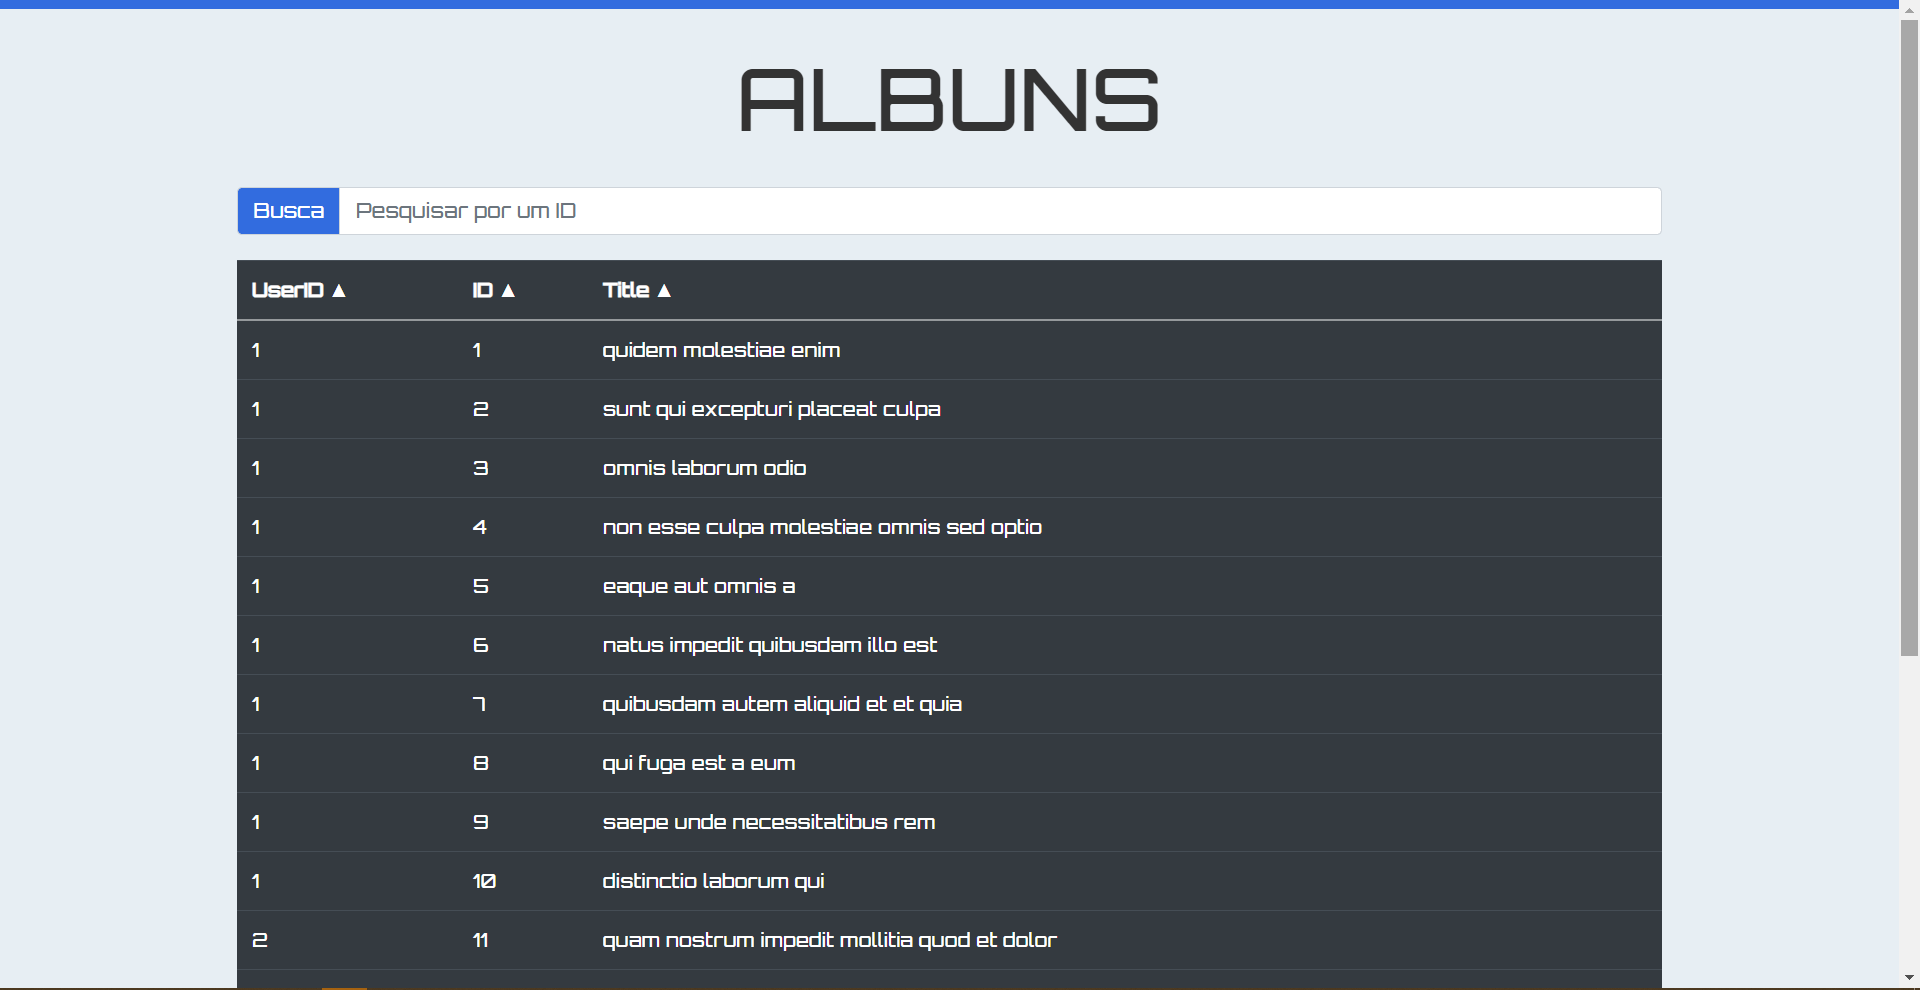 ALBUNS
Busca Pesquisar por um ID
UserID ▲ ID ▲ Title ▲
1 1 quidem molestiae enim
1 2 sunt qui excepturi placeat culpa
1 3 omnis laborum odio
1 4 non esse culpa molestiae omnis sed optio
1 5 eaque aut omnis a
1 6 natus impedit quibusdam illo est
1 7 quibusdam autem aliquid et et quia
1 8 qui fuga est a eum
1 9 saepe unde necessitatibus rem
1 10 distinctio laborum qui
2 11 quam nostrum impedit mollitia quod et dolor